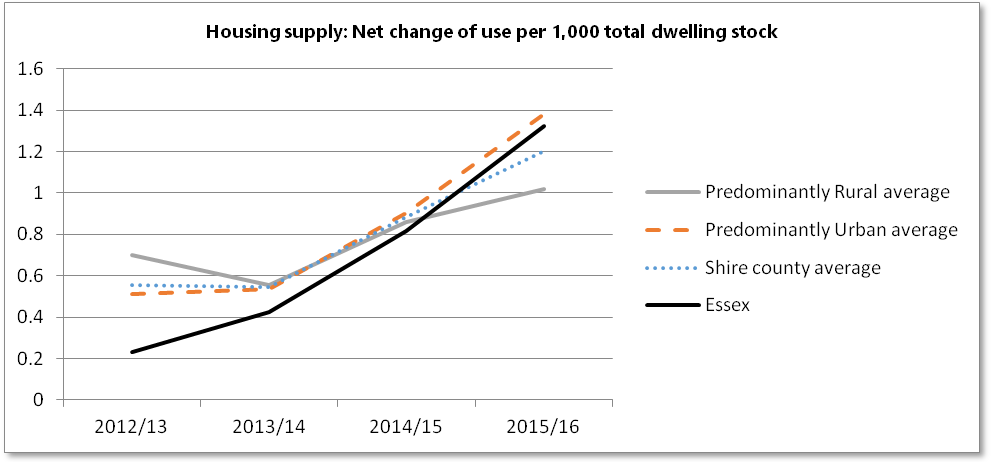 Housing supply: Net change of use per 1,000 total dwelling stock
1.6
1.4
1.2
1
0.8
0.6
0.4
0.2
0
2012/13 2013/14 2014/15 2015/16
Predominantly Rural average
Predominantly Urban average
Shire county average
Essex